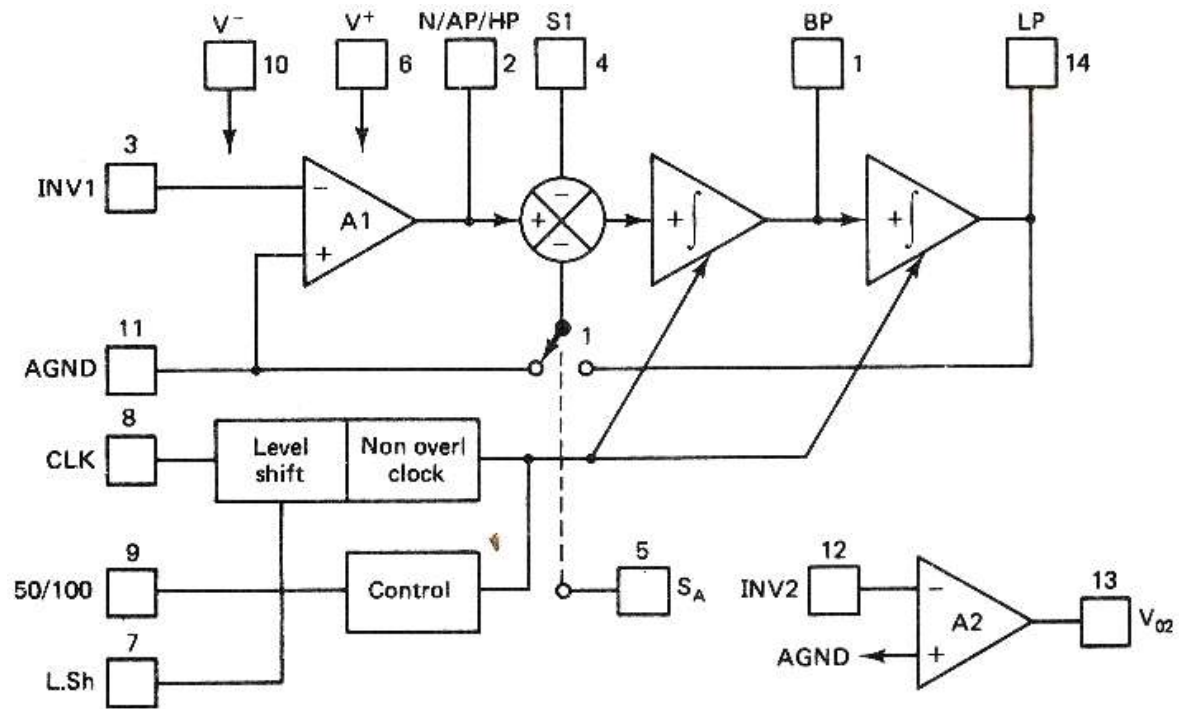 V⁻
V⁺
N/AP/HP
S1
BP
LP
10
6
2
4
1
14
3
INV1
−
A1
+
+
−
−
+ ∫
+ ∫
11
AGND
1
8
CLK
Level
shift
Non overl
clock
9
50/100
Control
5
S_A
12
INV2
−
A2
+
13
V₀₂
AGND
7
L.Sh